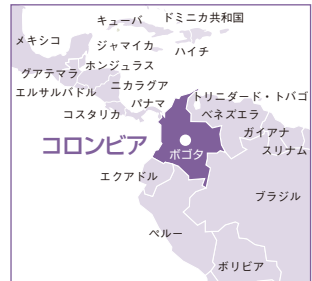 キューバ
ドミニカ共和国
メキシコ
ジャマイカ
ハイチ
ホンジュラス
グアテマラ
ニカラグア
エルサルバドル
トリニダード・トバゴ
パナマ
コスタリカ
ベネズエラ
ガイアナ
コロンビア
スリナム
ボゴタ
エクアドル
ブラジル
ペルー
ボリビア